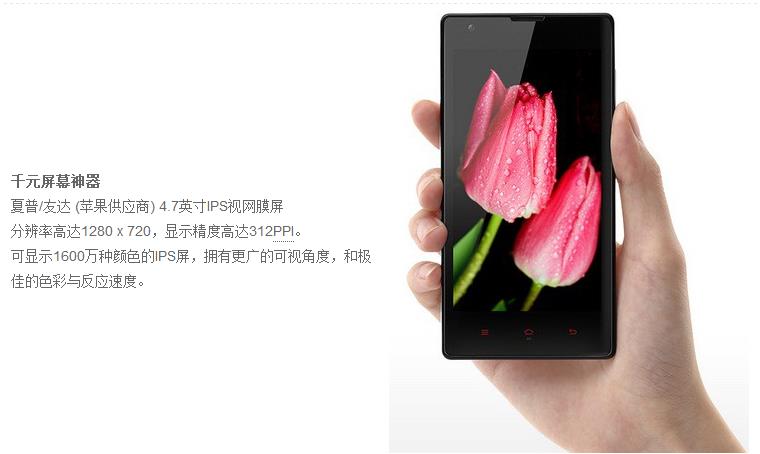 千元屏幕神器
夏普/友达 (苹果供应商) 4.7英寸IPS视网膜屏
分辨率高达1280 x 720，显示精度高达312PPI。
可显示1600万种颜色的IPS屏，拥有更广的可视角度，和极
佳的色彩与反应速度。